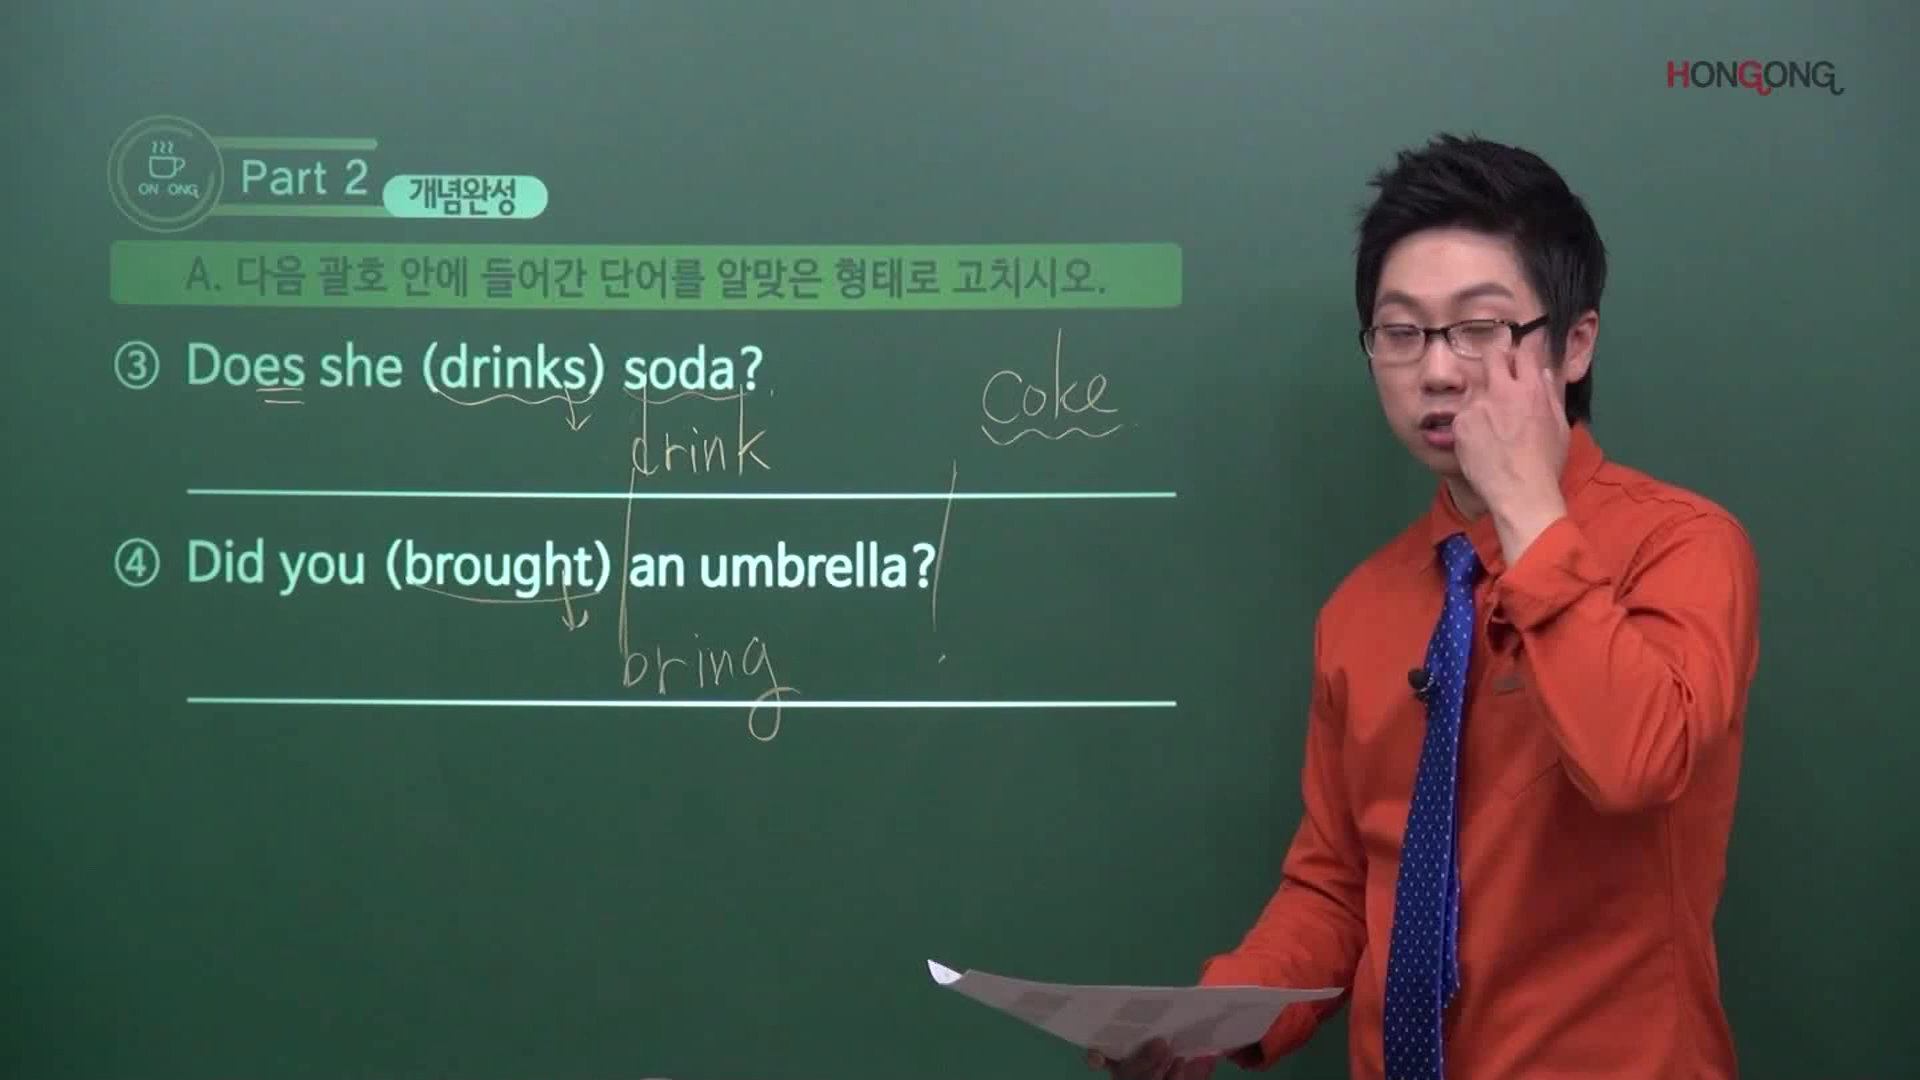 HONGONG
ON ONG
Part 2
개념완성
A. 다음 괄호 안에 들어간 단어를 알맞은 형태로 고치시오.
③ Does she (drinks) soda?
coke
drink
④ Did you (brought) an umbrella?
bring